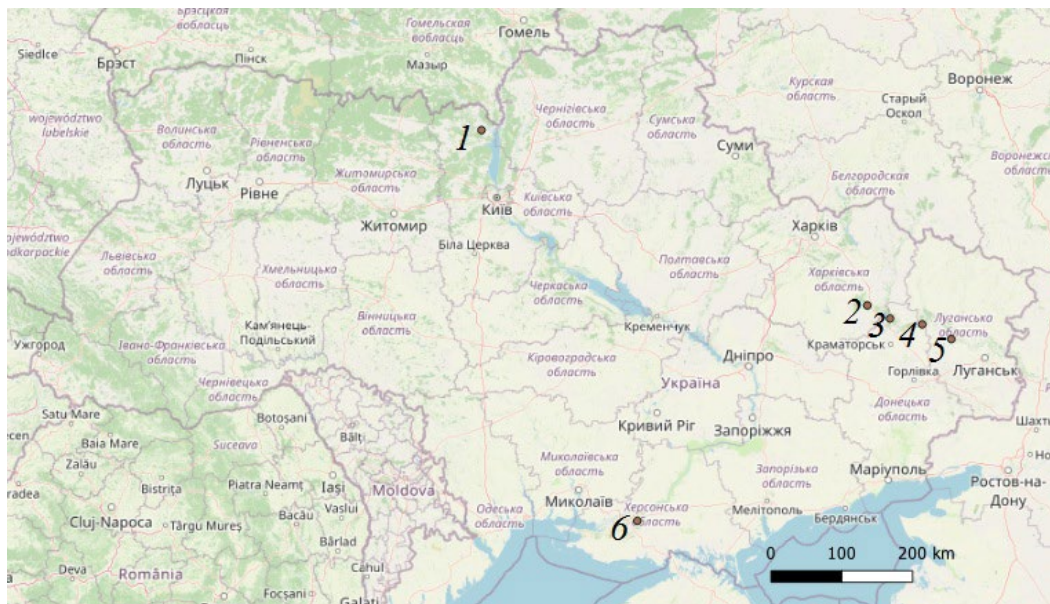 Брэсцкая
вобласць
Гомельская
вобласць
Гомель
Siedlce
Брэст
Пінск
Мазыр
Курская
область
Воронеж
Старый
Оскол
województwo
lubelskie
Волинська
область
Рівненська
область
1
Чернігівська
область
Сумська
область
Суми
Воронежская
область
Луцьк
Рівне
Житомирська
область
Київ
Київська
область
Белгородская
область
Житомир
Біла Церква
Харків
Львівська
область
Хмельницька
область
Полтавська
область
Харківська
область
Черкаська
область
2
3
4
5
Луганська
область
Ужгород
Івано-Франківська
область
Кам'янець-
Подільський
Вінницька
область
Кременчук
Краматорськ
Дніпро
Горлівка
Луганськ
Кіровоградська
область
Україна
Чернівецька
область
Донецька
область
Satu Mare
Botoșani
Suceava
Bălți
Кривий Ріг
Запоріжжя
Baia Mare
Zalău
Миколаївська
область
Запорізька
область
Маріуполь
Bistrița
Piatra Neamț
Iași
Moldova
Миколаїв
Ростов-на-
Дону
Cluj-Napoca
Târgu Mureș
Bacău
Vaslui
Одеська
область
6
Херсонська
область
Мелітополь
Бердянськ
Bârlad
0 100 200 km
Deva
România
Cahul
Focșani
Galați